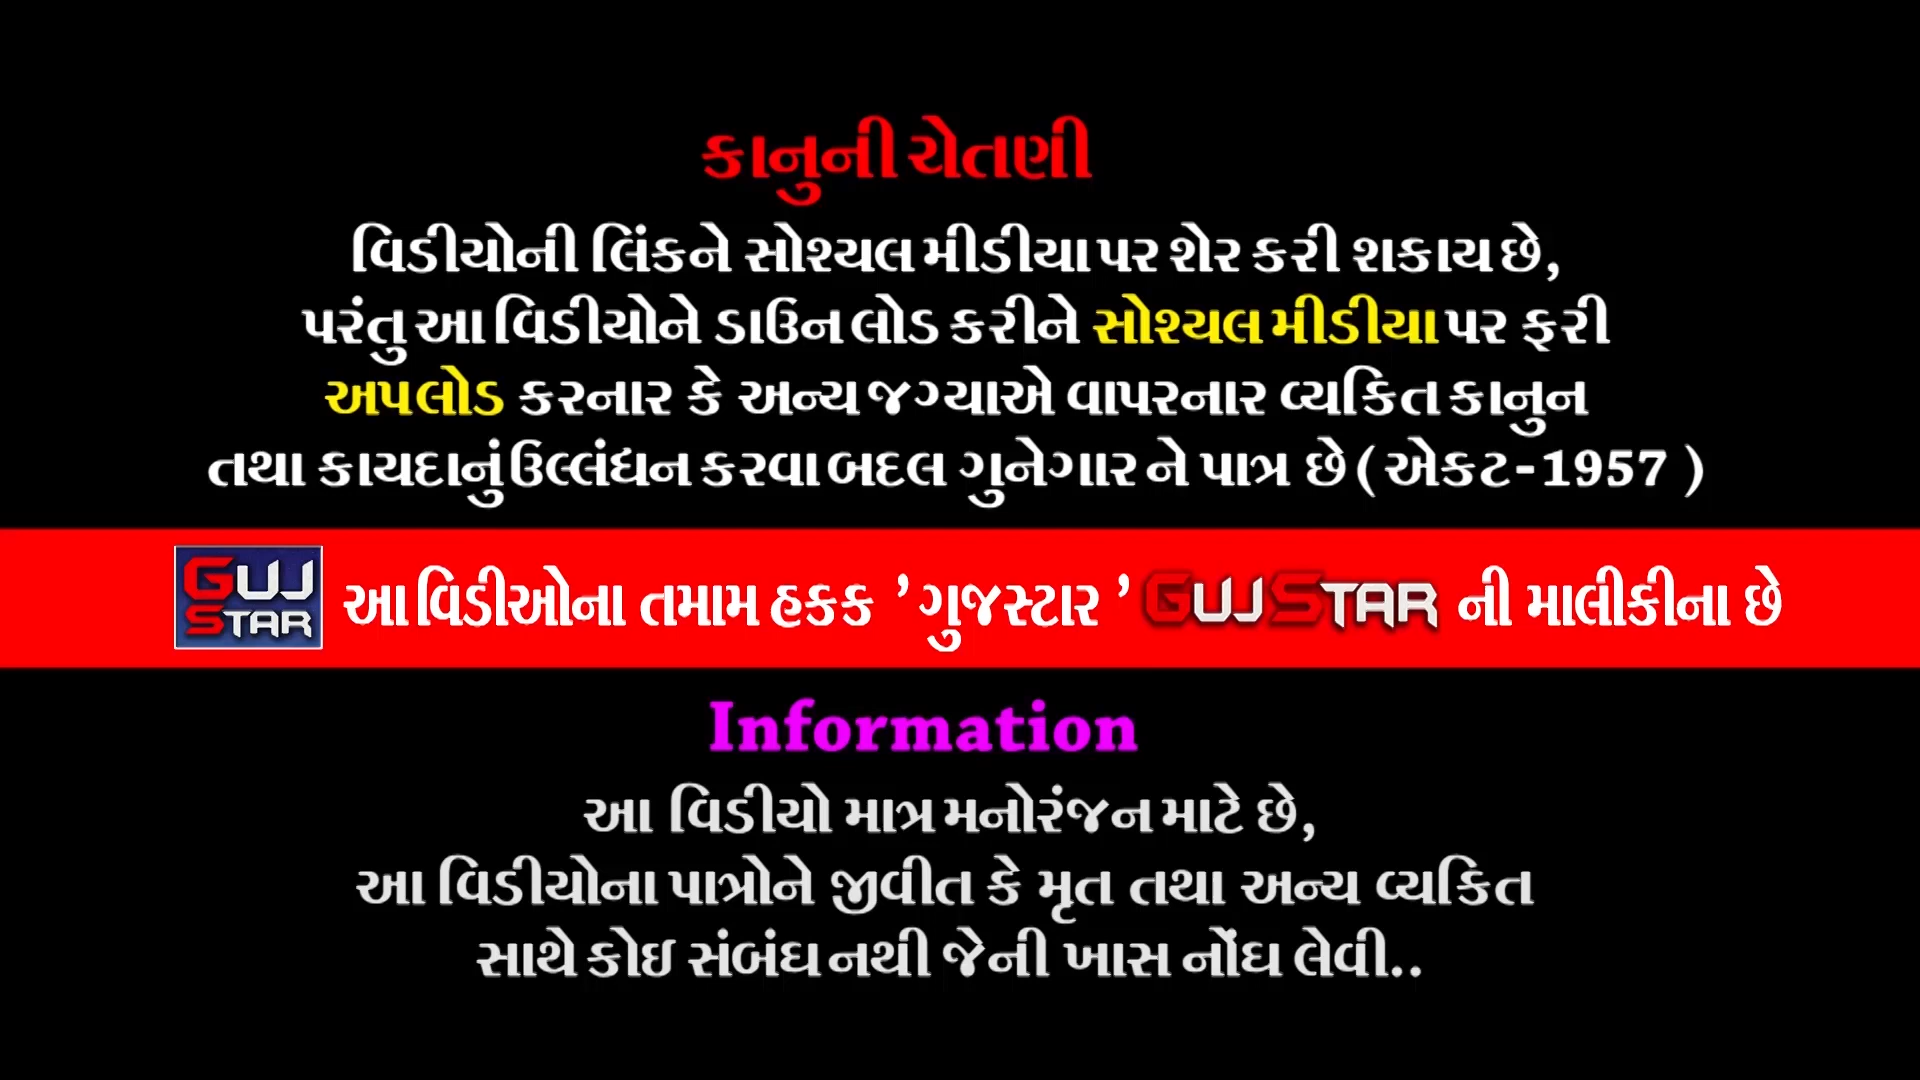 કાનુની ચેતણી
વિડીયોની લિંકને સોશ્યલ મીડીયા પર શેર કરી શકાય છે,
પરંતુ આ વિડીયોને ડાઉન લોડ કરીને સોશ્યલ મીડીયા પર ફરી
અપલોડ કરનાર કે અન્ય જગ્યાએ વાપરનાર વ્યકિત કાનુન
તથા કાયદાનું ઉલ્લંઘન કરવા બદલ ગુનેગાર ને પાત્ર છે ( એકટ-1957 )
GUJ STAR આ વિડીઓના તમામ હકક ’ ગુજસ્ટાર ’ GUJ STAR ની માલીકીના છે
Information
આ વિડીયો માત્ર મનોરંજન માટે છે,
આ વિડીયોના પાત્રોને જીવીત કે મૃત તથા અન્ય વ્યકિત
સાથે કોઇ સંબંઘ નથી જેની ખાસ નોંઘ લેવી..